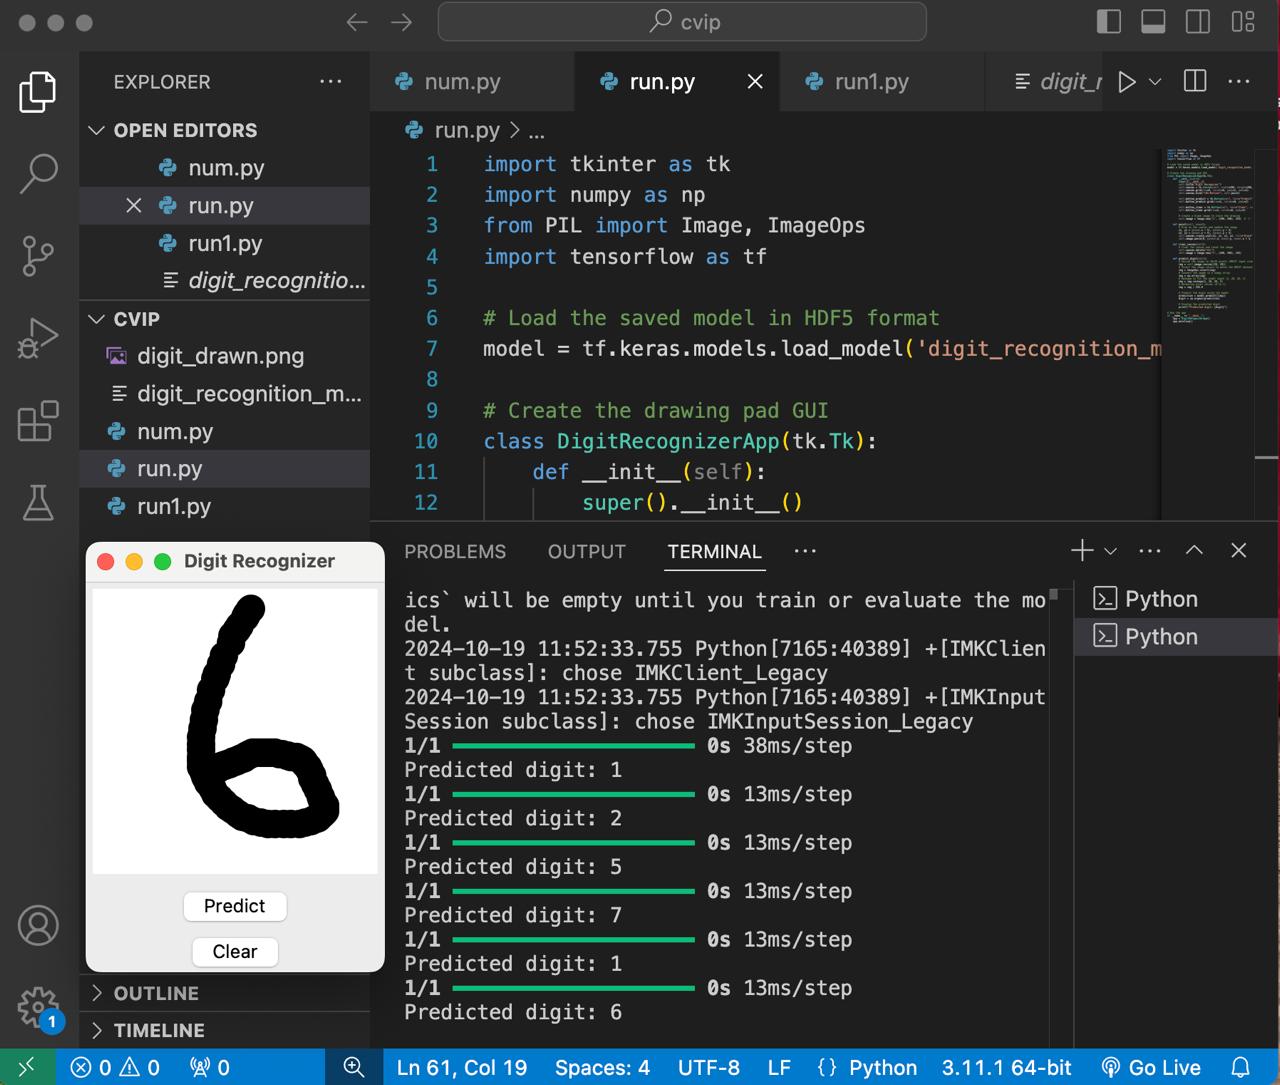 cvip
EXPLORER
OPEN EDITORS
num.py
run.py
run1.py
digit_recognitio...
CVIP
digit_drawn.png
digit_recognition_m...
num.py
run.py
run1.py
Digit Recognizer
6
Predict
Clear
OUTLINE
TIMELINE
num.py
run.py
run1.py
digit_r
run.py > ...
1 import tkinter as tk
2 import numpy as np
3 from PIL import Image, ImageOps
4 import tensorflow as tf
5
6 # Load the saved model in HDF5 format
7 model = tf.keras.models.load_model('digit_recognition_m
8
9 # Create the drawing pad GUI
10 class DigitRecognizerApp(tk.Tk):
11 def __init__(self):
12 super().__init__()
PROBLEMS OUTPUT TERMINAL
ics` will be empty until you train or evaluate the mo
del.
2024-10-19 11:52:33.755 Python[7165:40389] +[IMKClien
t subclass]: chose IMKClient_Legacy
2024-10-19 11:52:33.755 Python[7165:40389] +[IMKInput
Session subclass]: chose IMKInputSession_Legacy
1/1 0s 38ms/step
Predicted digit: 1
1/1 0s 13ms/step
Predicted digit: 2
1/1 0s 13ms/step
Predicted digit: 5
1/1 0s 13ms/step
Predicted digit: 7
1/1 0s 13ms/step
Predicted digit: 1
1/1 0s 13ms/step
Predicted digit: 6
Python
Python
1
0 0 0 Ln 61, Col 19 Spaces: 4 UTF-8 LF {} Python 3.11.1 64-bit Go Live